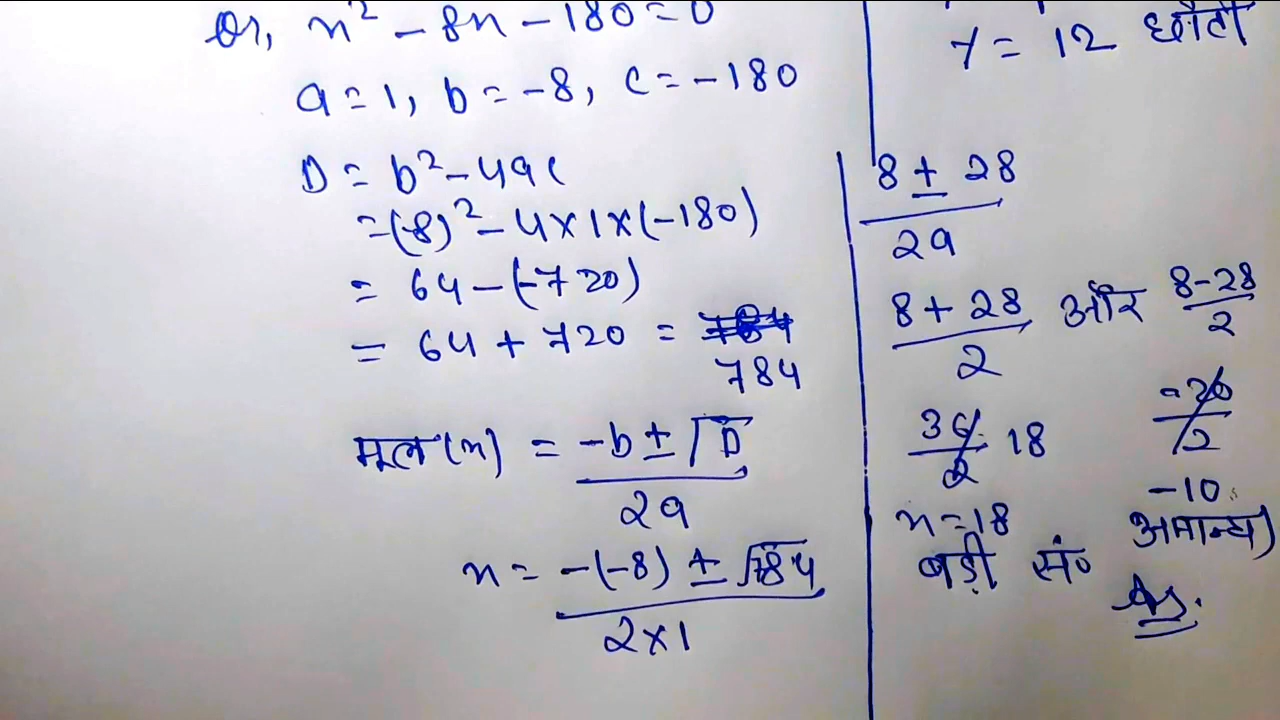 Or, x² - 8x - 180 = 0
a = 1, b = -8, c = -180
D = b² - 4ac
= (-8)² - 4 × 1 × (-180)
= 64 - (-720)
= 64 + 720 =
784
मूल (x) = -b ± √D
2a
x = -(-8) ± √784
2 × 1
y = 12 छोटी
8 ± 28
2a
8 + 28 और 8 - 28
2 2
36 18 -20
2 2
-10
x = 18 अमान्य)
बड़ी सं०
Ans.